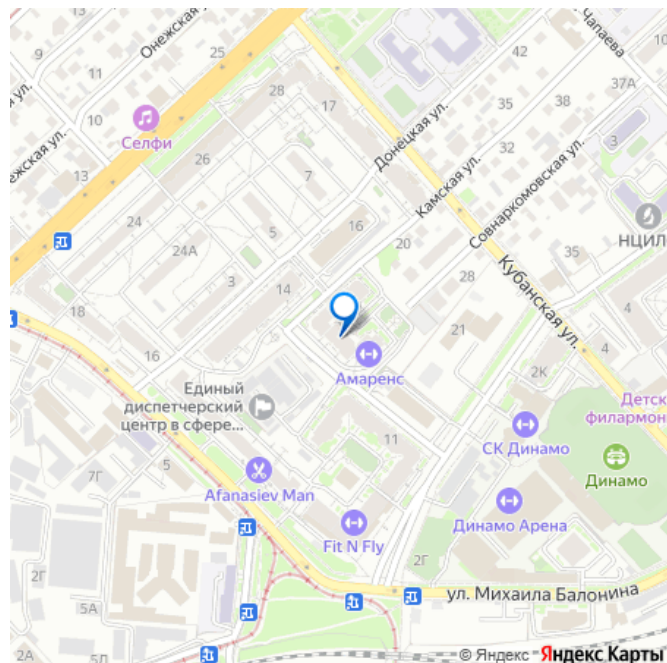 Онежская ул.
25
42
Чапаева
9
11
28
17
35
38
37А
10
Селфи
Донецкая ул.
26
7
32
3
13
ежская ул.
Камская ул.
Совнаркомовская ул.
24
16
20
НЦИЛ
24А
3
14
28
35
Кубанская ул.
18
21
4
16
Амаренс
2К
4
Единый
диспетчерский
центр в сфере...
Детск
филармон
11
СК Динамо
5
7Г
Динамо
Afanasiev Man
Динамо Арена
Fit N Fly
2Г
2Г
ул. Михаила Балонина
5А
2А
5Д
© Яндекс Яндекс Карты